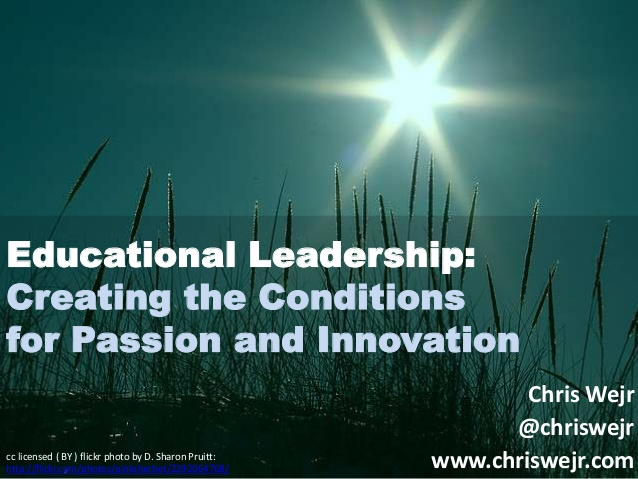 Educational Leadership:
Creating the Conditions
for Passion and Innovation
Chris Wejr
@chriswejr
www.chriswejr.com
cc licensed ( BY ) flickr photo by D. Sharon Pruitt: